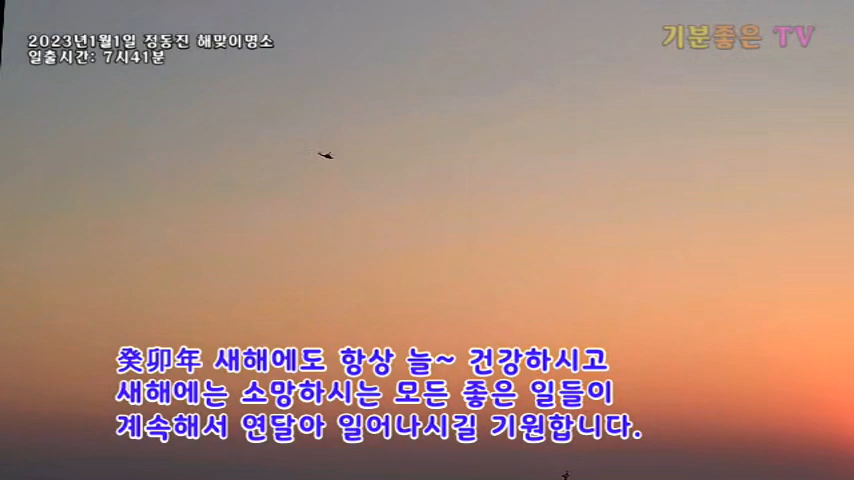 2023년1월1일 정동진 해맞이명소
일출시간: 7시41분
기분좋은 TV
癸卯年 새해에도 항상 늘~ 건강하시고
새해에는 소망하시는 모든 좋은 일들이
계속해서 연달아 일어나시길 기원합니다.